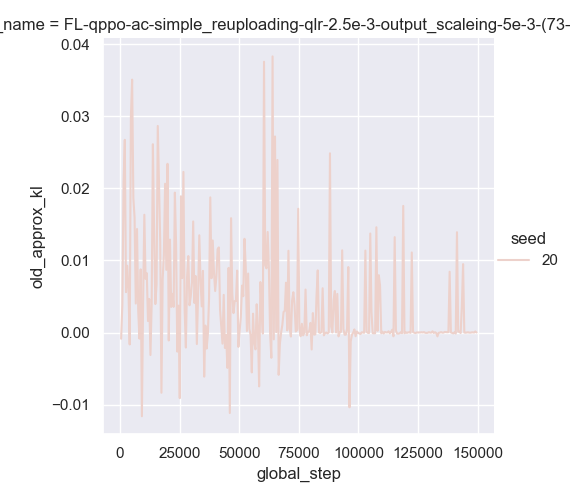 _name = FL-qppo-ac-simple_reuploading-qlr-2.5e-3-output_scaleing-5e-3-(73-
0.04
0.03
0.02
0.01
0.00
−0.01
old_approx_kl
0 25000 50000 75000 100000 125000 150000
global_step
seed
20